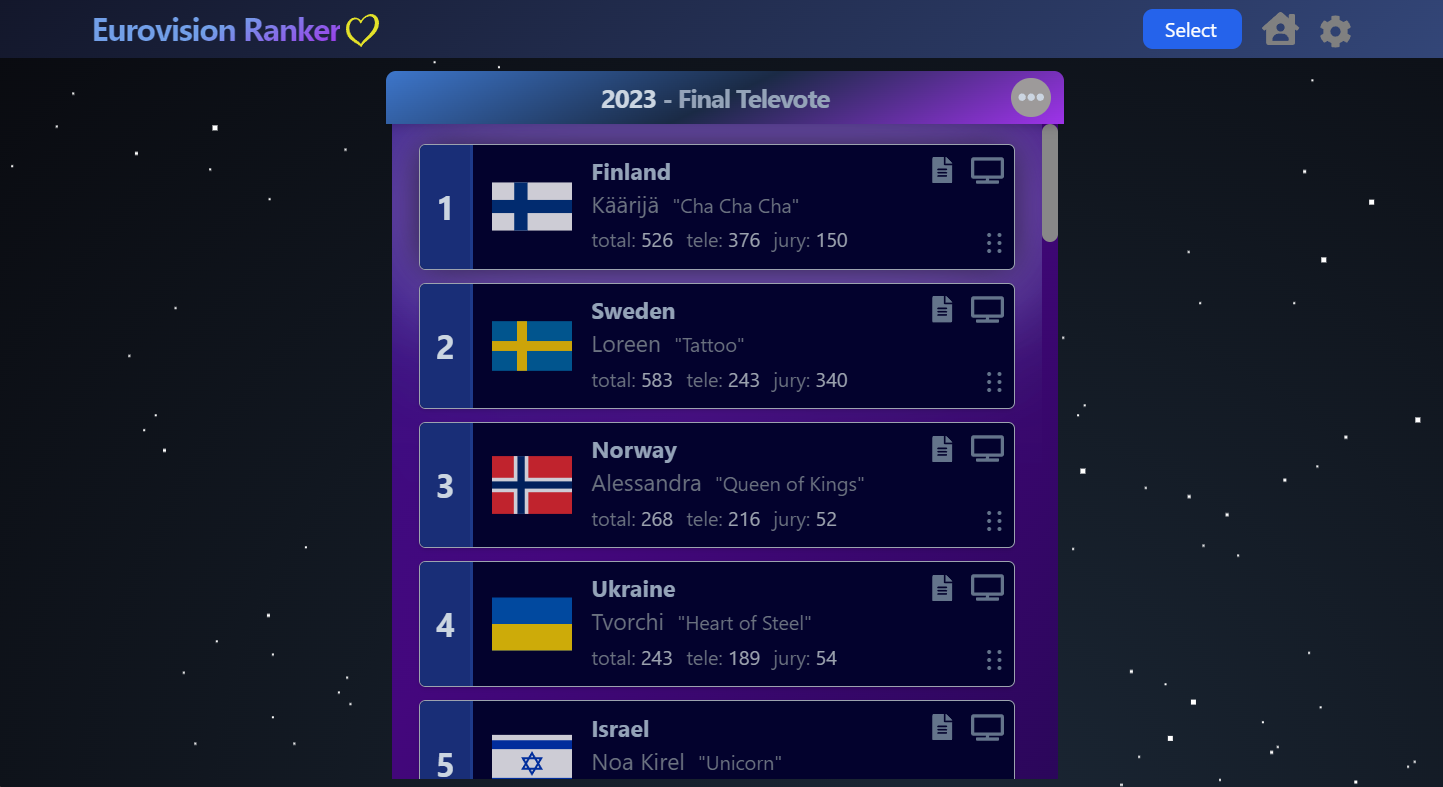 Eurovision Ranker
Select
2023 - Final Televote
1
Finland
Käärijä "Cha Cha Cha"
total: 526 tele: 376 jury: 150
2
Sweden
Loreen "Tattoo"
total: 583 tele: 243 jury: 340
3
Norway
Alessandra "Queen of Kings"
total: 268 tele: 216 jury: 52
4
Ukraine
Tvorchi "Heart of Steel"
total: 243 tele: 189 jury: 54
5
Israel
Noa Kirel "Unicorn"